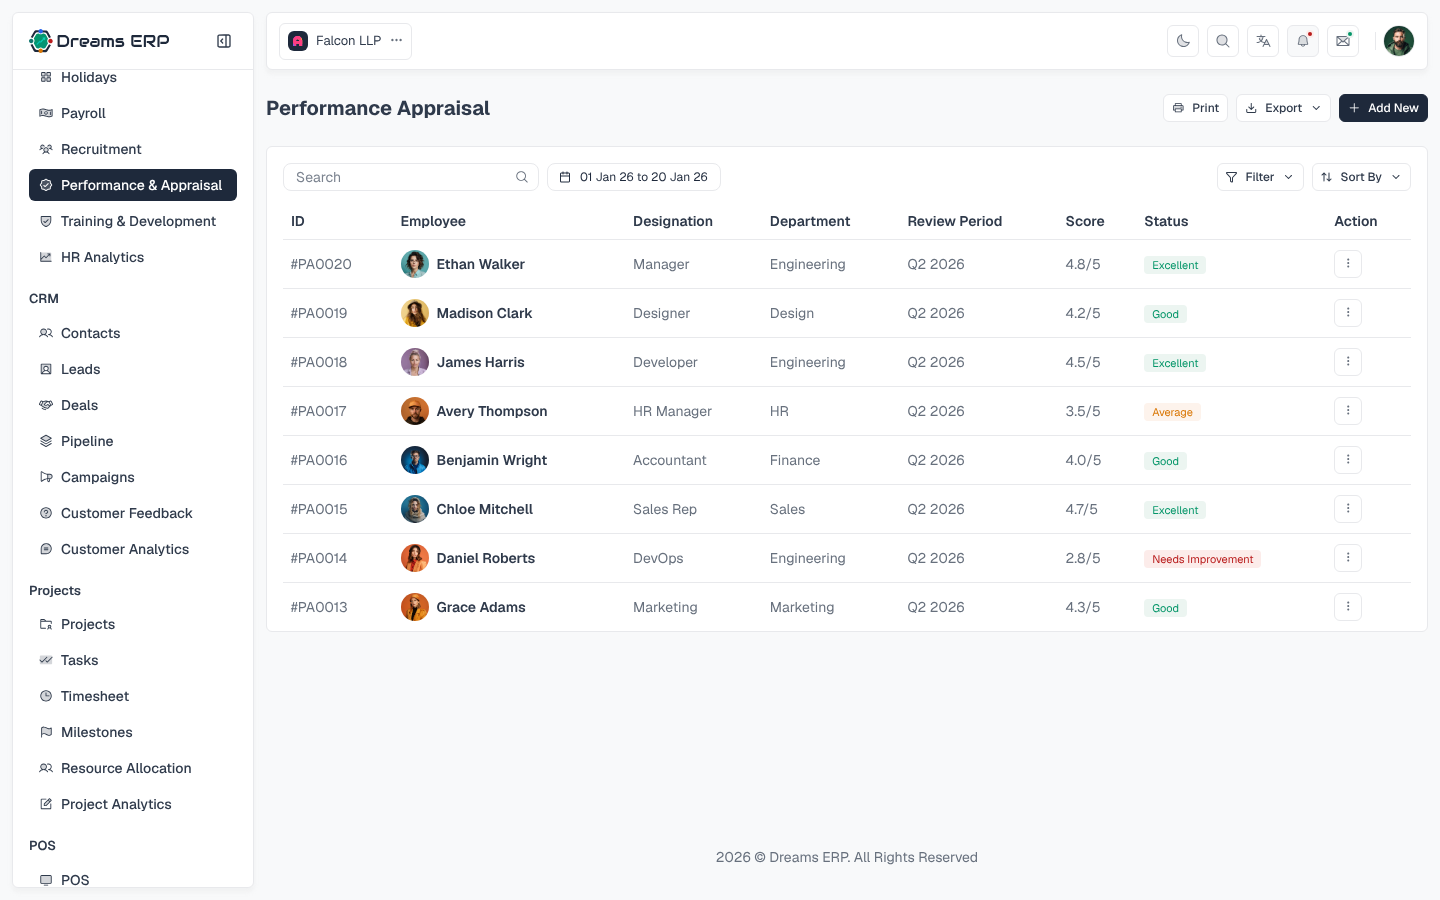 Dreams ERP
Holidays
Payroll
Recruitment
Performance & Appraisal
Training & Development
HR Analytics
CRM
Contacts
Leads
Deals
Pipeline
Campaigns
Customer Feedback
Customer Analytics
Projects
Projects
Tasks
Timesheet
Milestones
Resource Allocation
Project Analytics
POS
POS
Falcon LLP
Performance Appraisal
Print
Export
Add New
Search
01 Jan 26 to 20 Jan 26
Filter
Sort By
ID Employee Designation Department Review Period Score Status Action
#PA0020 Ethan Walker Manager Engineering Q2 2026 4.8/5 Excellent
#PA0019 Madison Clark Designer Design Q2 2026 4.2/5 Good
#PA0018 James Harris Developer Engineering Q2 2026 4.5/5 Excellent
#PA0017 Avery Thompson HR Manager HR Q2 2026 3.5/5 Average
#PA0016 Benjamin Wright Accountant Finance Q2 2026 4.0/5 Good
#PA0015 Chloe Mitchell Sales Rep Sales Q2 2026 4.7/5 Excellent
#PA0014 Daniel Roberts DevOps Engineering Q2 2026 2.8/5 Needs Improvement
#PA0013 Grace Adams Marketing Marketing Q2 2026 4.3/5 Good
2026 © Dreams ERP. All Rights Reserved